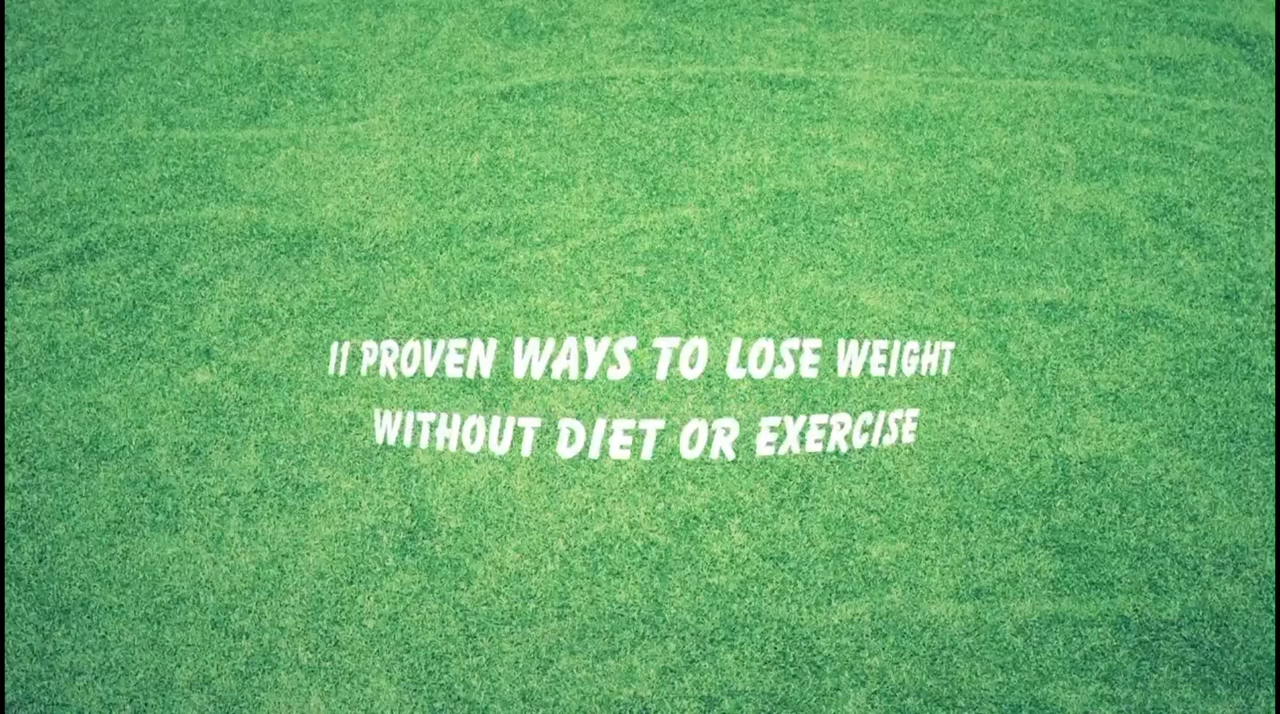 11 PROVEN WAYS TO LOSE WEIGHT
WITHOUT DIET OR EXERCISE